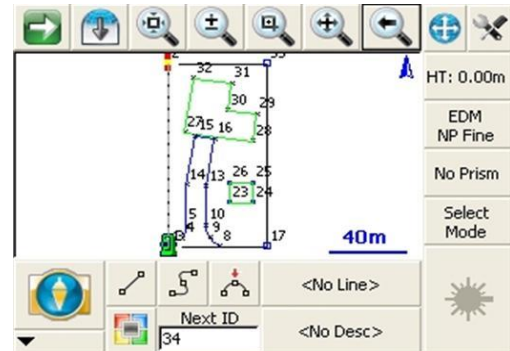 HT: 0.00m
32
31
30
29
27
15
16
28
14
13
26
25
23
24
5
10
4
9
8
17
40m
EDM
NP Fine
No Prism
Select
Mode
<No Line>
Next ID
34
<No Desc>